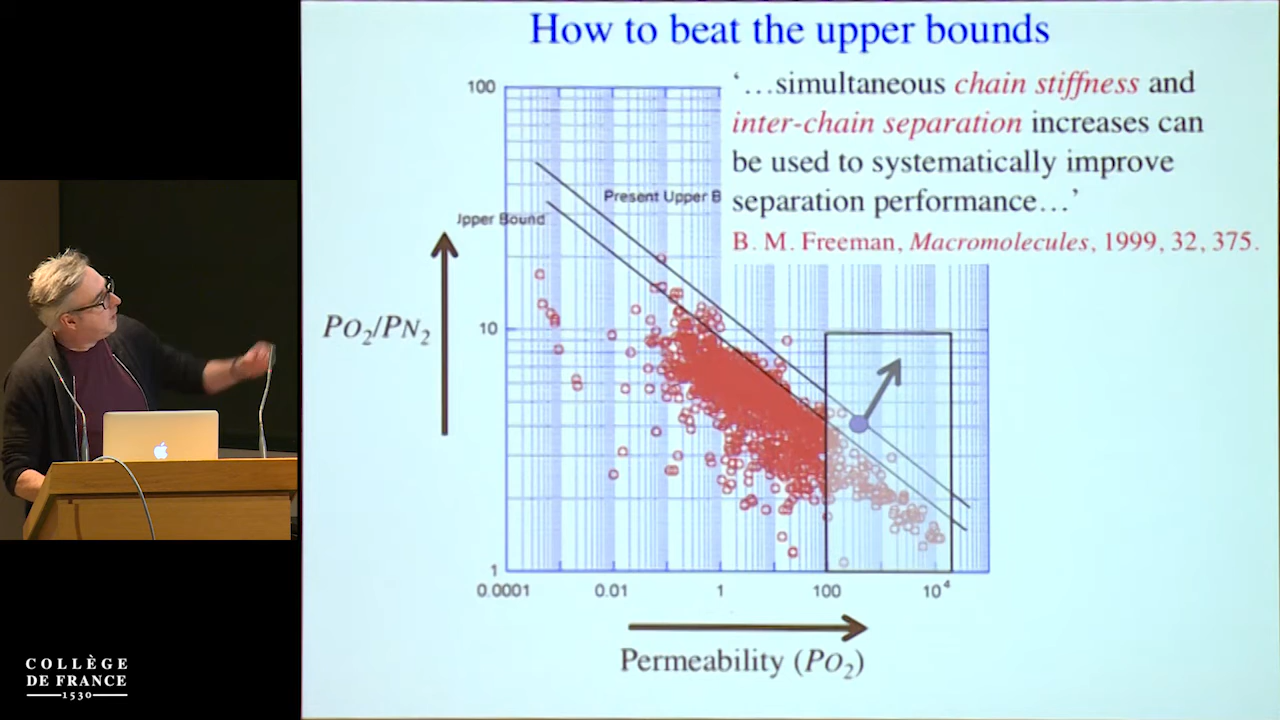 How to beat the upper bounds
‘…simultaneous chain stiffness and
inter-chain separation increases can
be used to systematically improve
separation performance…’
B. M. Freeman, Macromolecules, 1999, 32, 375.
100
10
1
Present Upper B
Upper Bound
PO₂/PN₂
0.0001
0.01
1
100
10⁴
Permeability (PO₂)
COLLÈGE
DE FRANCE
1530